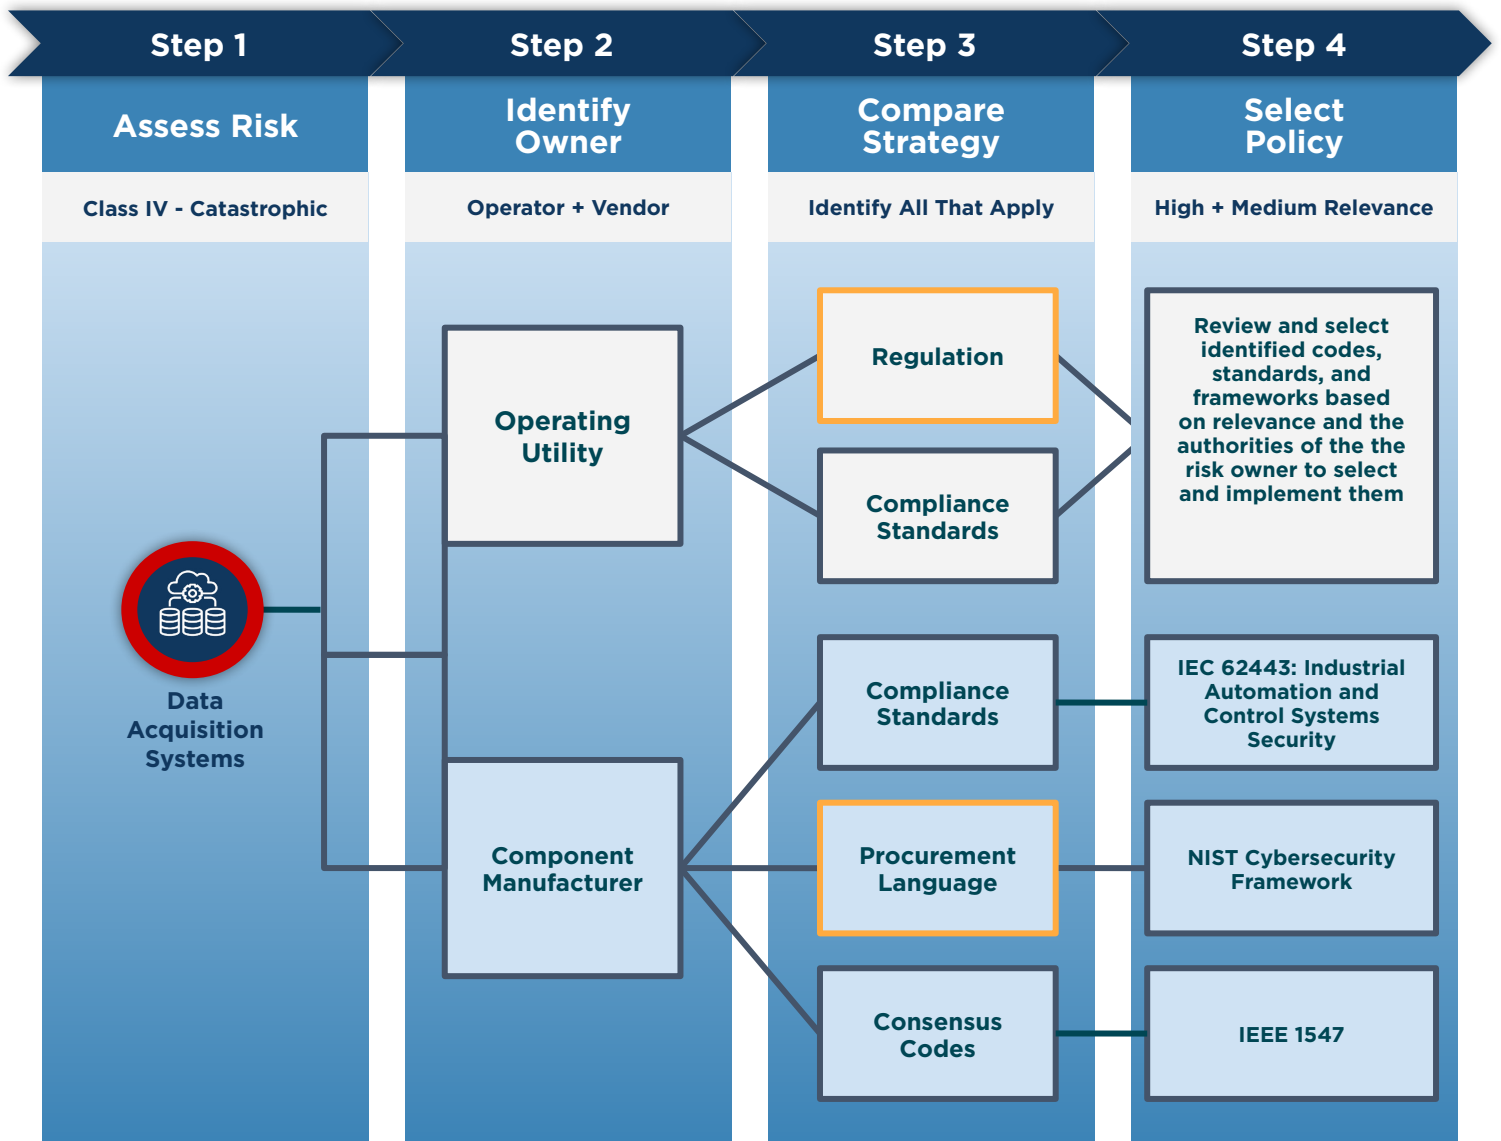 Step 1
Step 2
Step 3
Step 4
Assess Risk
Identify
Owner
Compare
Strategy
Select
Policy
Class IV - Catastrophic
Operator + Vendor
Identify All That Apply
High + Medium Relevance
Data
Acquisition
Systems
Operating
Utility
Component
Manufacturer
Regulation
Compliance
Standards
Compliance
Standards
Procurement
Language
Consensus
Codes
Review and select
identified codes,
standards, and
frameworks based
on relevance and the
authorities of the the
risk owner to select
and implement them
IEC 62443: Industrial
Automation and
Control Systems
Security
NIST Cybersecurity
Framework
IEEE 1547